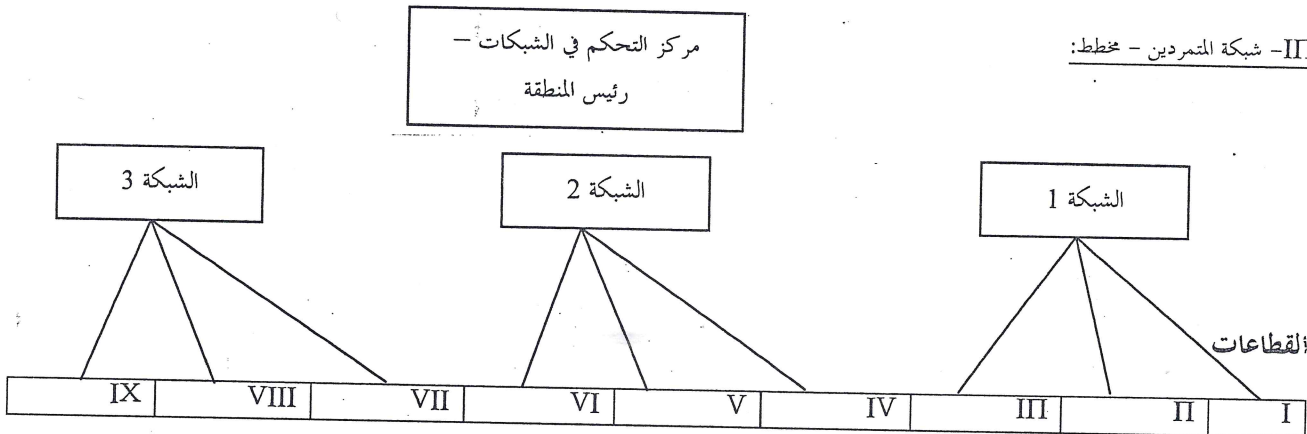 III- شبكة المتمردين - مخطط:
مركز التحكم في الشبكات –
رئيس المنطقة
الشبكة 1
الشبكة 2
الشبكة 3
القطاعات
I
II
III
IV
V
VI
VII
VIII
IX